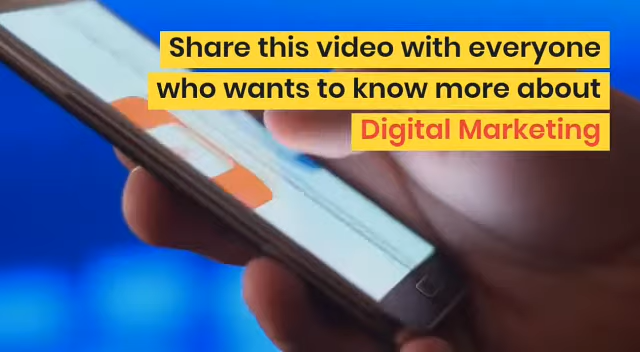 Share this video with everyone
who wants to know more about
Digital Marketing